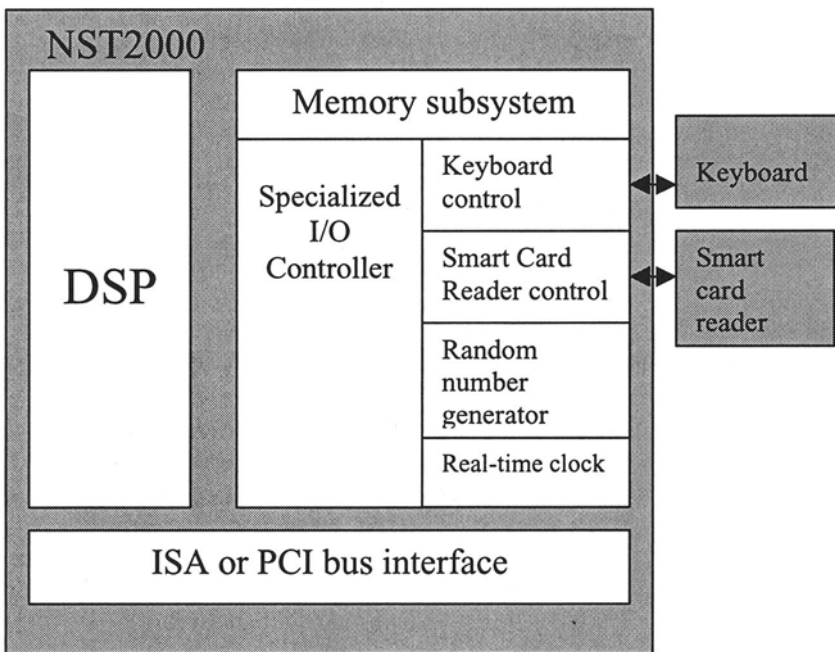 NST2000
DSP
Memory subsystem
Specialized
I/O
Controller
Keyboard
control
Smart Card
Reader control
Random
number
generator
Real-time clock
ISA or PCI bus interface
Keyboard
Smart
card
reader